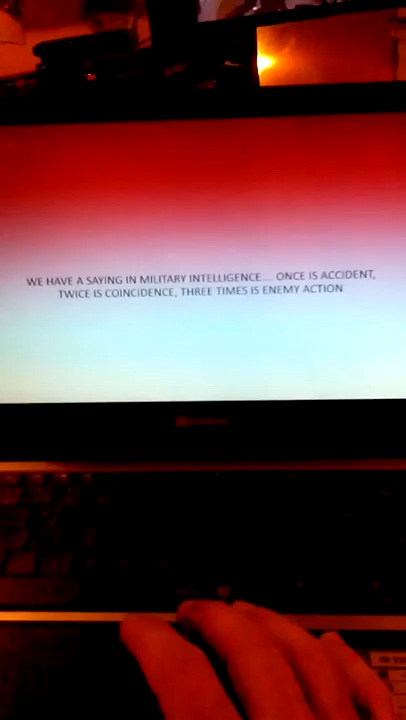 WE HAVE A SAYING IN MILITARY INTELLIGENCE... ONCE IS ACCIDENT,
TWICE IS COINCIDENCE, THREE TIMES IS ENEMY ACTION